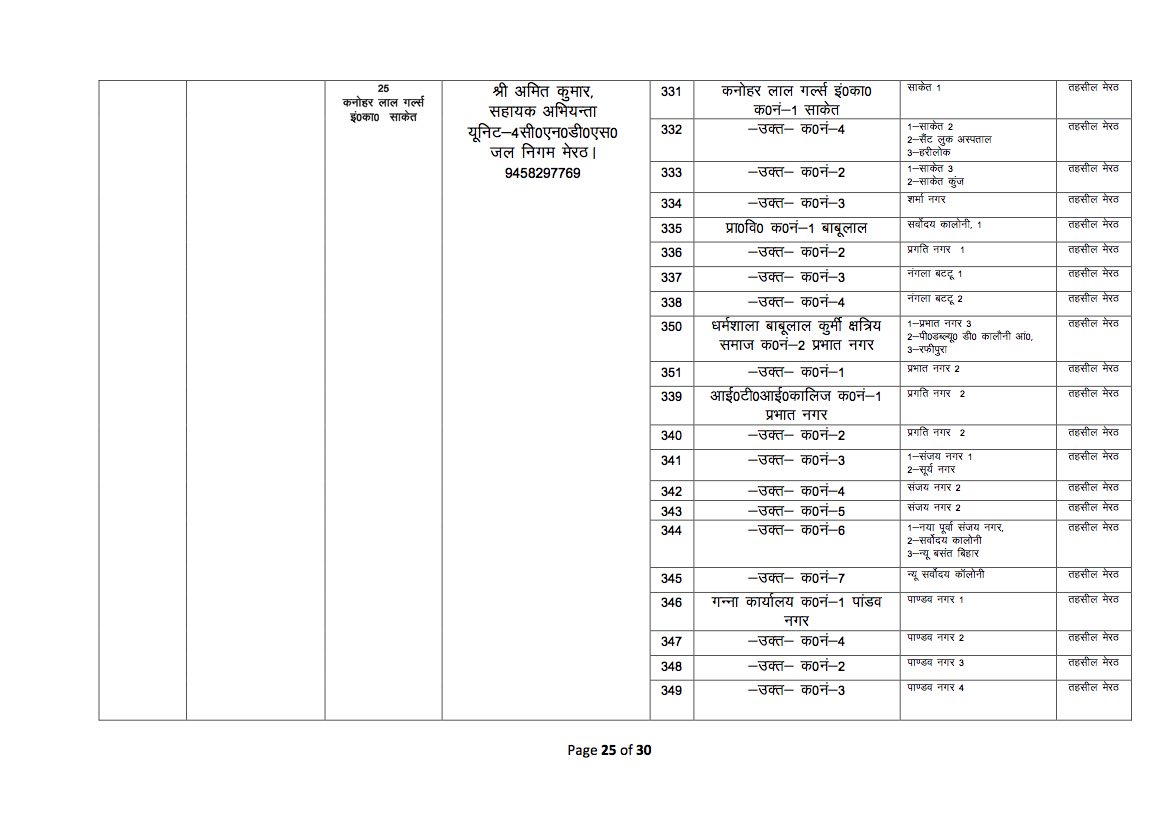 25
कनोहर लाल गर्ल्स
इं0का0 साकेत
श्री अमित कुमार,
सहायक अभियन्ता
यूनिट–4सी0एन0डी0एस0
जल निगम मेरठ।
9458297769
331 कनोहर लाल गर्ल्स इं0का0 साकेत 1 तहसील मेरठ
क0नं–1 साकेत
332 –उक्त– क0नं–4 1–साकेत 2 तहसील मेरठ
2–सैंट लुक अस्पताल
3–हरीलोक
333 –उक्त– क0नं–2 1–साकेत 3 तहसील मेरठ
2–साकेत कुंज
334 –उक्त– क0नं–3 शर्मा नगर तहसील मेरठ
335 प्रा0वि0 क0नं–1 बाबूलाल सर्वोदय कालोनी, 1 तहसील मेरठ
336 –उक्त– क0नं–2 प्रगति नगर 1 तहसील मेरठ
337 –उक्त– क0नं–3 नंगला बटटू 1 तहसील मेरठ
338 –उक्त– क0नं–4 नंगला बटटू 2 तहसील मेरठ
350 धर्मशाला बाबूलाल कुर्मी क्षत्रिय 1–प्रभात नगर 3 तहसील मेरठ
समाज क0नं–2 प्रभात नगर 2–पी0डब्ल्यू0 डी0 कालौनी आं0,
3–रफीपुरा
351 –उक्त– क0नं–1 प्रभात नगर 2 तहसील मेरठ
339 आई0टी0आई0कालिज क0नं–1 प्रगति नगर 2 तहसील मेरठ
प्रभात नगर
340 –उक्त– क0नं–2 प्रगति नगर 2 तहसील मेरठ
341 –उक्त– क0नं–3 1–संजय नगर 1 तहसील मेरठ
2–सूर्य नगर
342 –उक्त– क0नं–4 संजय नगर 2 तहसील मेरठ
343 –उक्त– क0नं–5 संजय नगर 2 तहसील मेरठ
344 –उक्त– क0नं–6 1–नया पूर्वा संजय नगर, तहसील मेरठ
2–सर्वोदय कालोनी
3–न्यू बसंत बिहार
345 –उक्त– क0नं–7 न्यू सर्वोदय कॉलोनी तहसील मेरठ
346 गन्ना कार्यालय क0नं–1 पांडव पाण्डव नगर 1 तहसील मेरठ
नगर
347 –उक्त– क0नं–4 पाण्डव नगर 2 तहसील मेरठ
348 –उक्त– क0नं–2 पाण्डव नगर 3 तहसील मेरठ
349 –उक्त– क0नं–3 पाण्डव नगर 4 तहसील मेरठ
Page 25 of 30